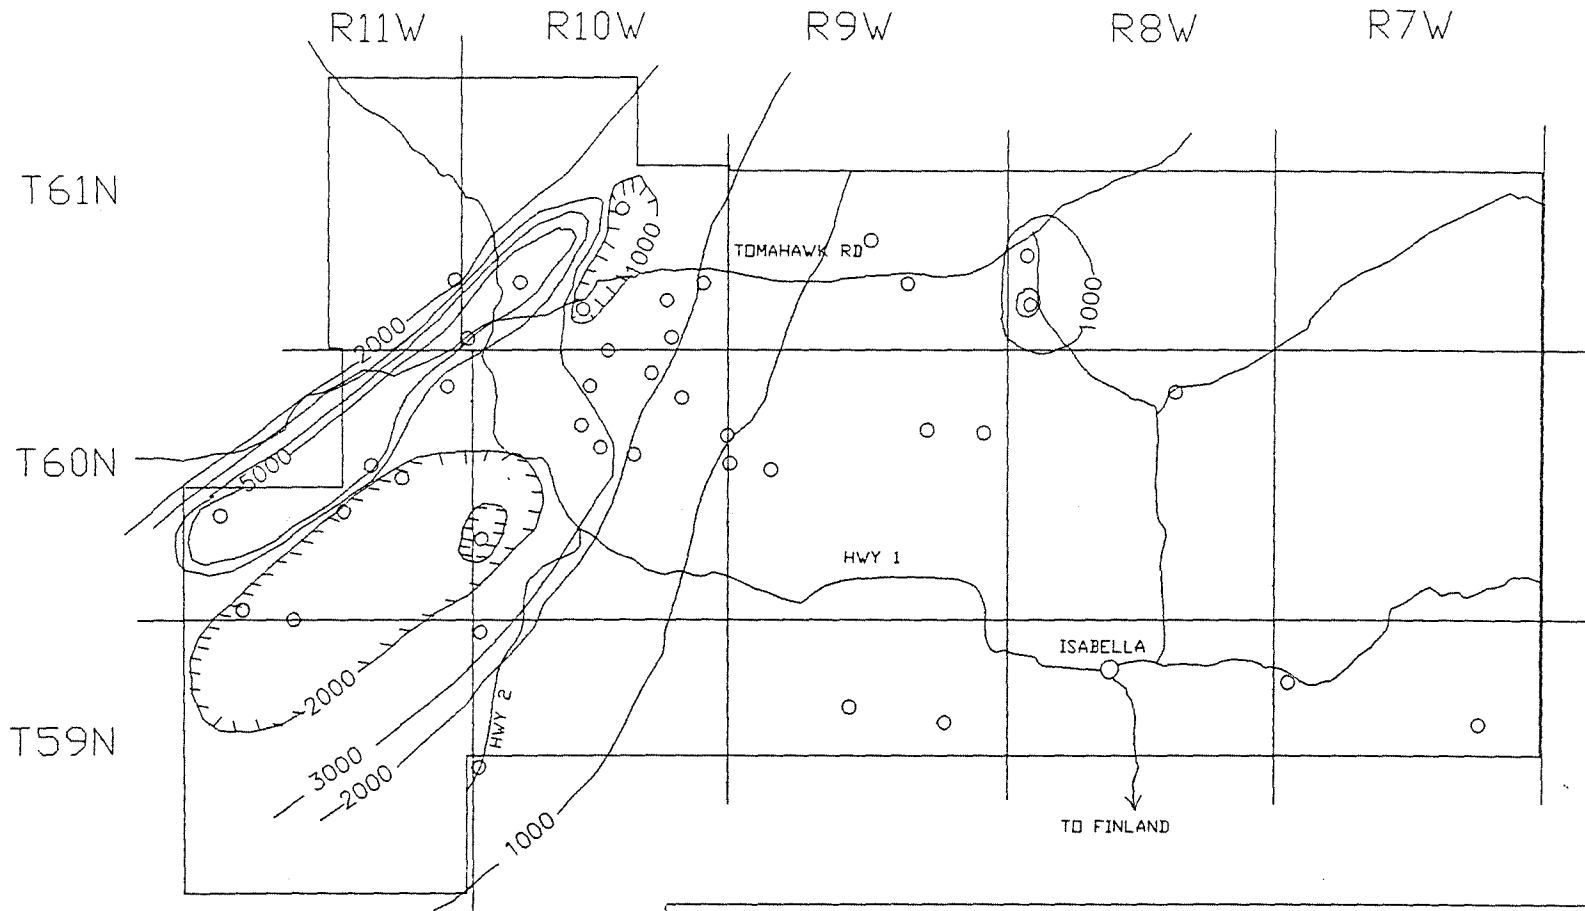 R11W R10W R9W R8W R7W
T61N
1000
TOMAHAWK RD
1000
2000
T60N
5000
HWY 1
ISABELLA
2000
HWY 2
T59N
3000
2000
1000
TO FINLAND